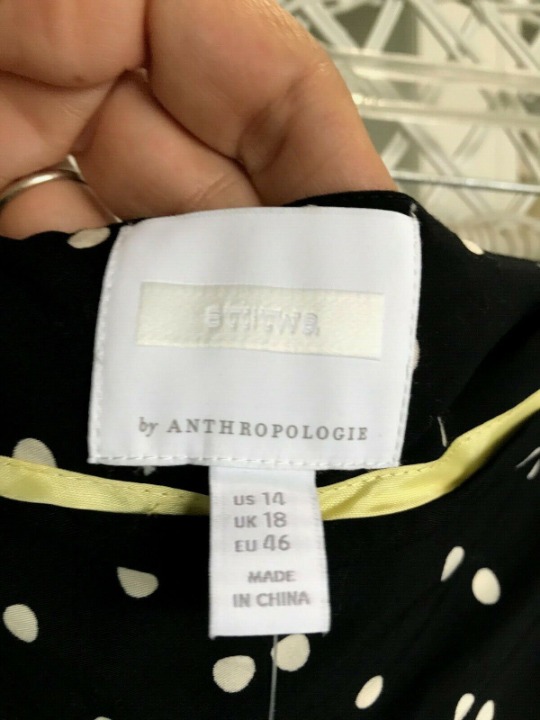 by ANTHROPOLOGIE
US 14
UK 18
EU 46
MADE
IN CHINA